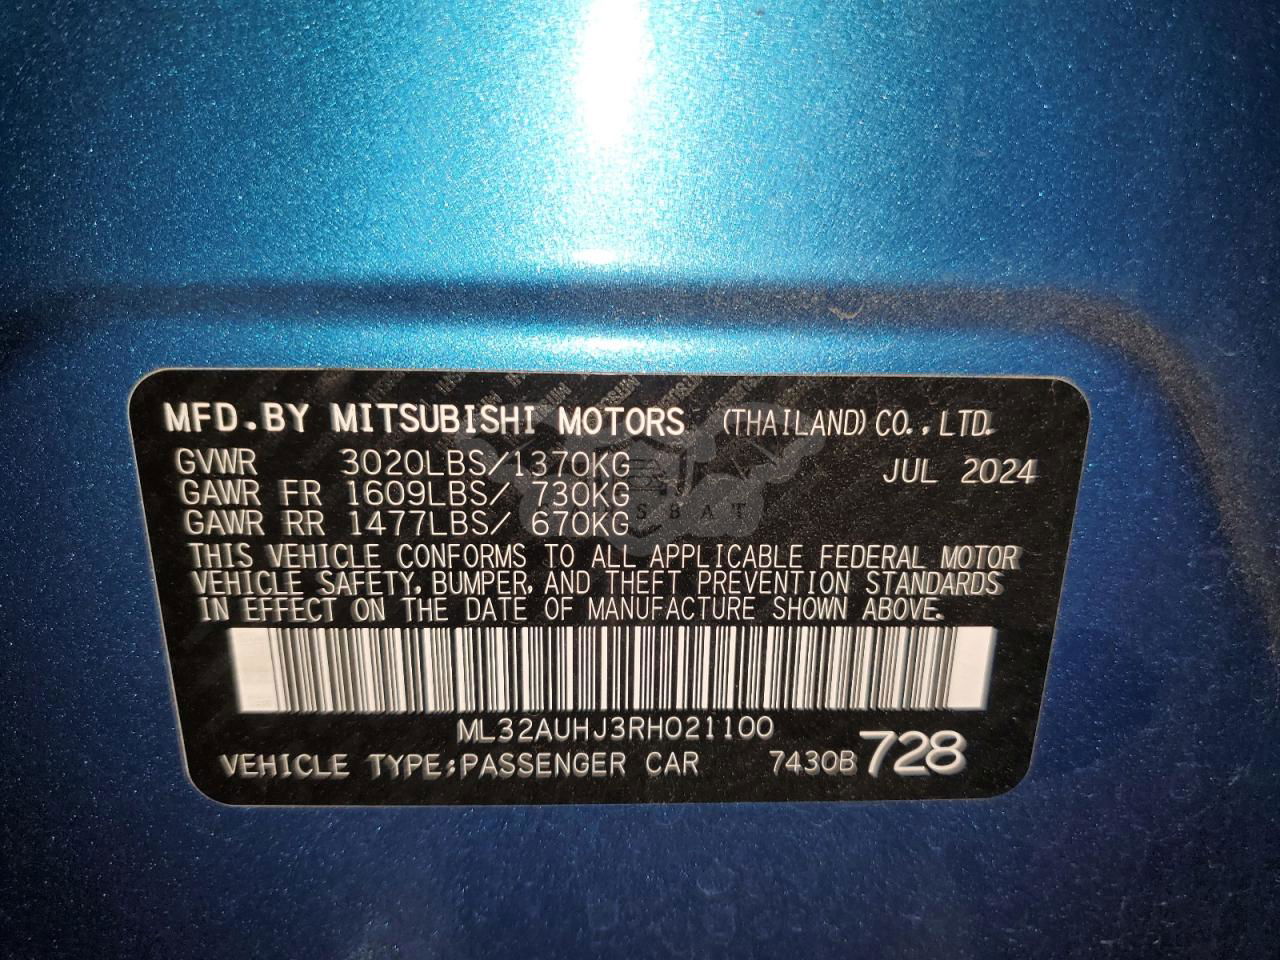 MFD.BY MITSUBISHI MOTORS (THAILAND) CO.,LTD.
GVWR 3020LBS/1370KG JUL 2024
GAWR FR 1609LBS/ 730KG
GAWR RR 1477LBS/ 670KG
THIS VEHICLE CONFORMS TO ALL APPLICABLE FEDERAL MOTOR
VEHICLE SAFETY, BUMPER, AND THEFT PREVENTION STANDARDS
IN EFFECT ON THE DATE OF MANUFACTURE SHOWN ABOVE.
ML32AUHJ3RH021100
VEHICLE TYPE:PASSENGER CAR 7430B 728